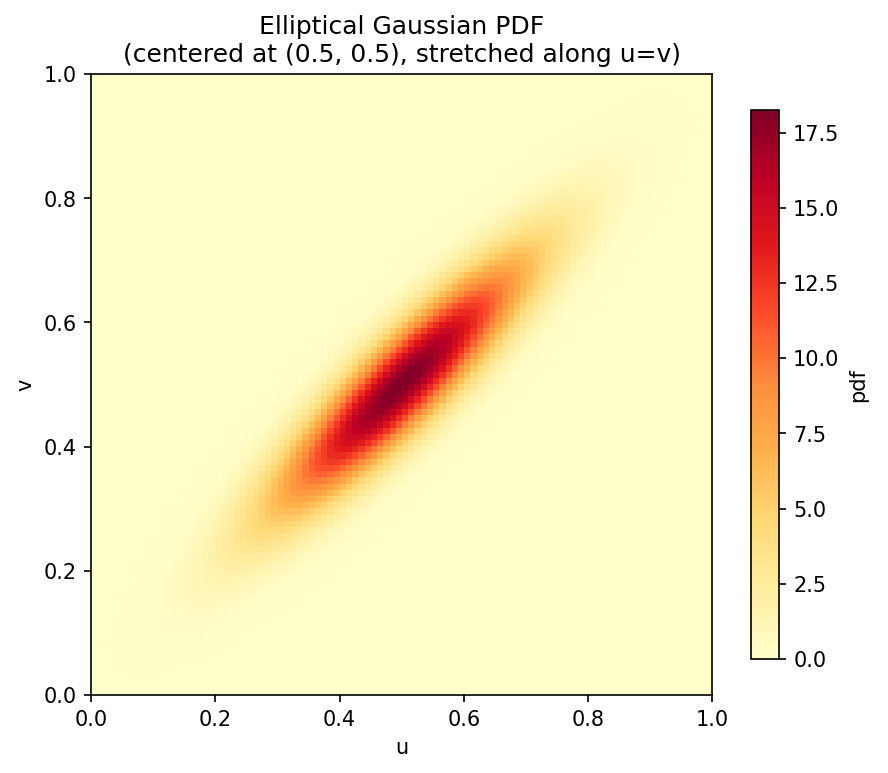 Elliptical Gaussian PDF
(centered at (0.5, 0.5), stretched along u=v)
1.0
0.8
0.6
0.4
0.2
0.0
v
0.0 0.2 0.4 0.6 0.8 1.0
u
17.5
15.0
12.5
10.0
7.5
5.0
2.5
0.0
pdf